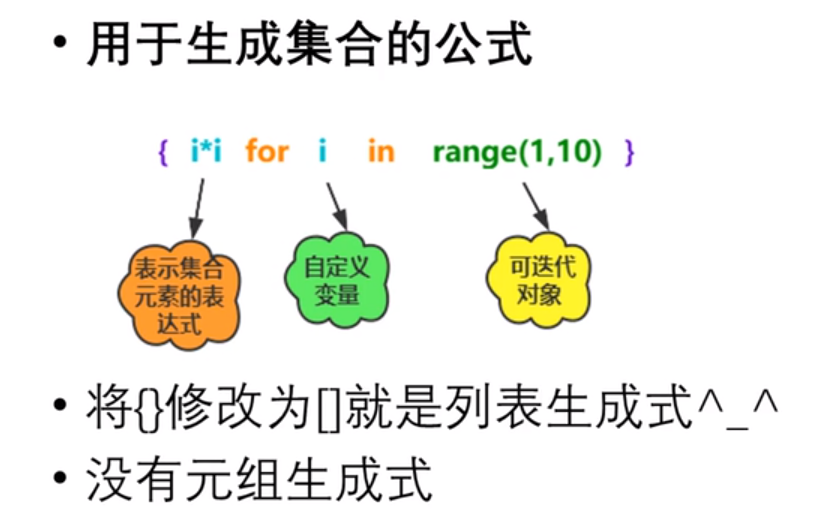 • 用于生成集合的公式
{ i*i for i in range(1,10) }
表示集合
元素的表
达式
自定义
变量
可迭代
对象
• 将{}修改为[]就是列表生成式^_^
• 没有元组生成式